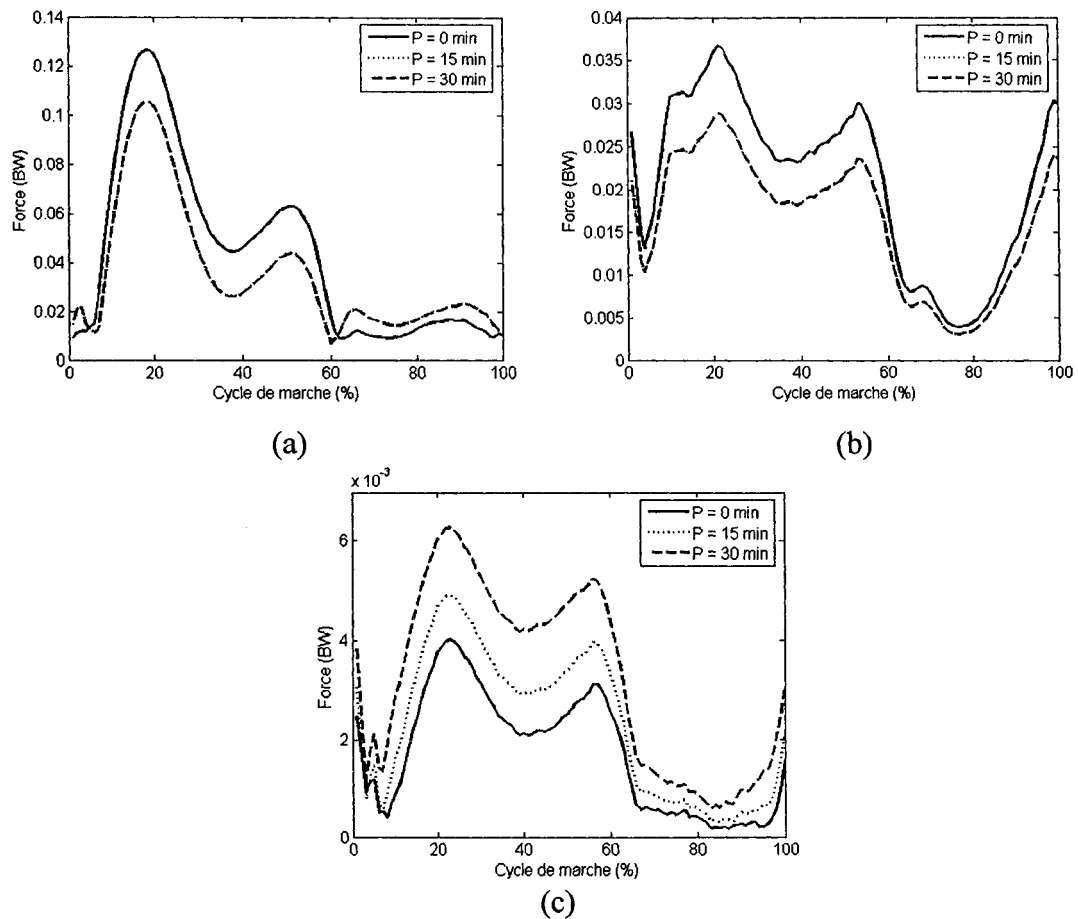 0.14
0.12
0.1
0.08
0.06
0.04
0.02
0
Force (BW)
P = 0 min
P = 15 min
P = 30 min
0 20 40 60 80 100
Cycle de marche (%)
(a)
0.04
0.035
0.03
0.025
0.02
0.015
0.01
0.005
0
Force (BW)
P = 0 min
P = 15 min
P = 30 min
0 20 40 60 80 100
Cycle de marche (%)
(b)
x 10-3
6
4
2
0
Force (BW)
P = 0 min
P = 15 min
P = 30 min
0 20 40 60 80 100
Cycle de marche (%)
(c)